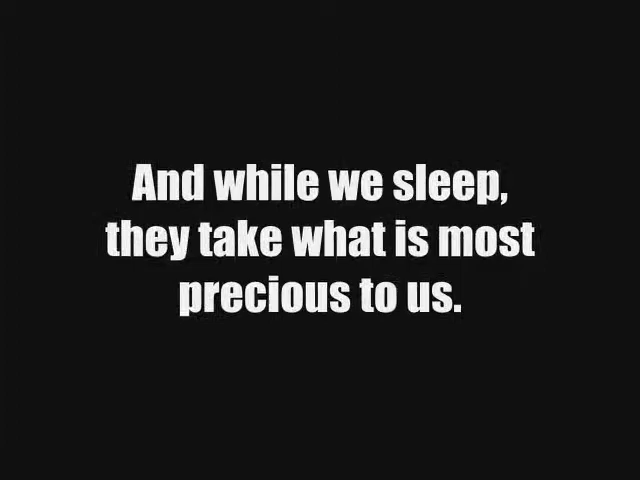 And while we sleep,
they take what is most
precious to us.